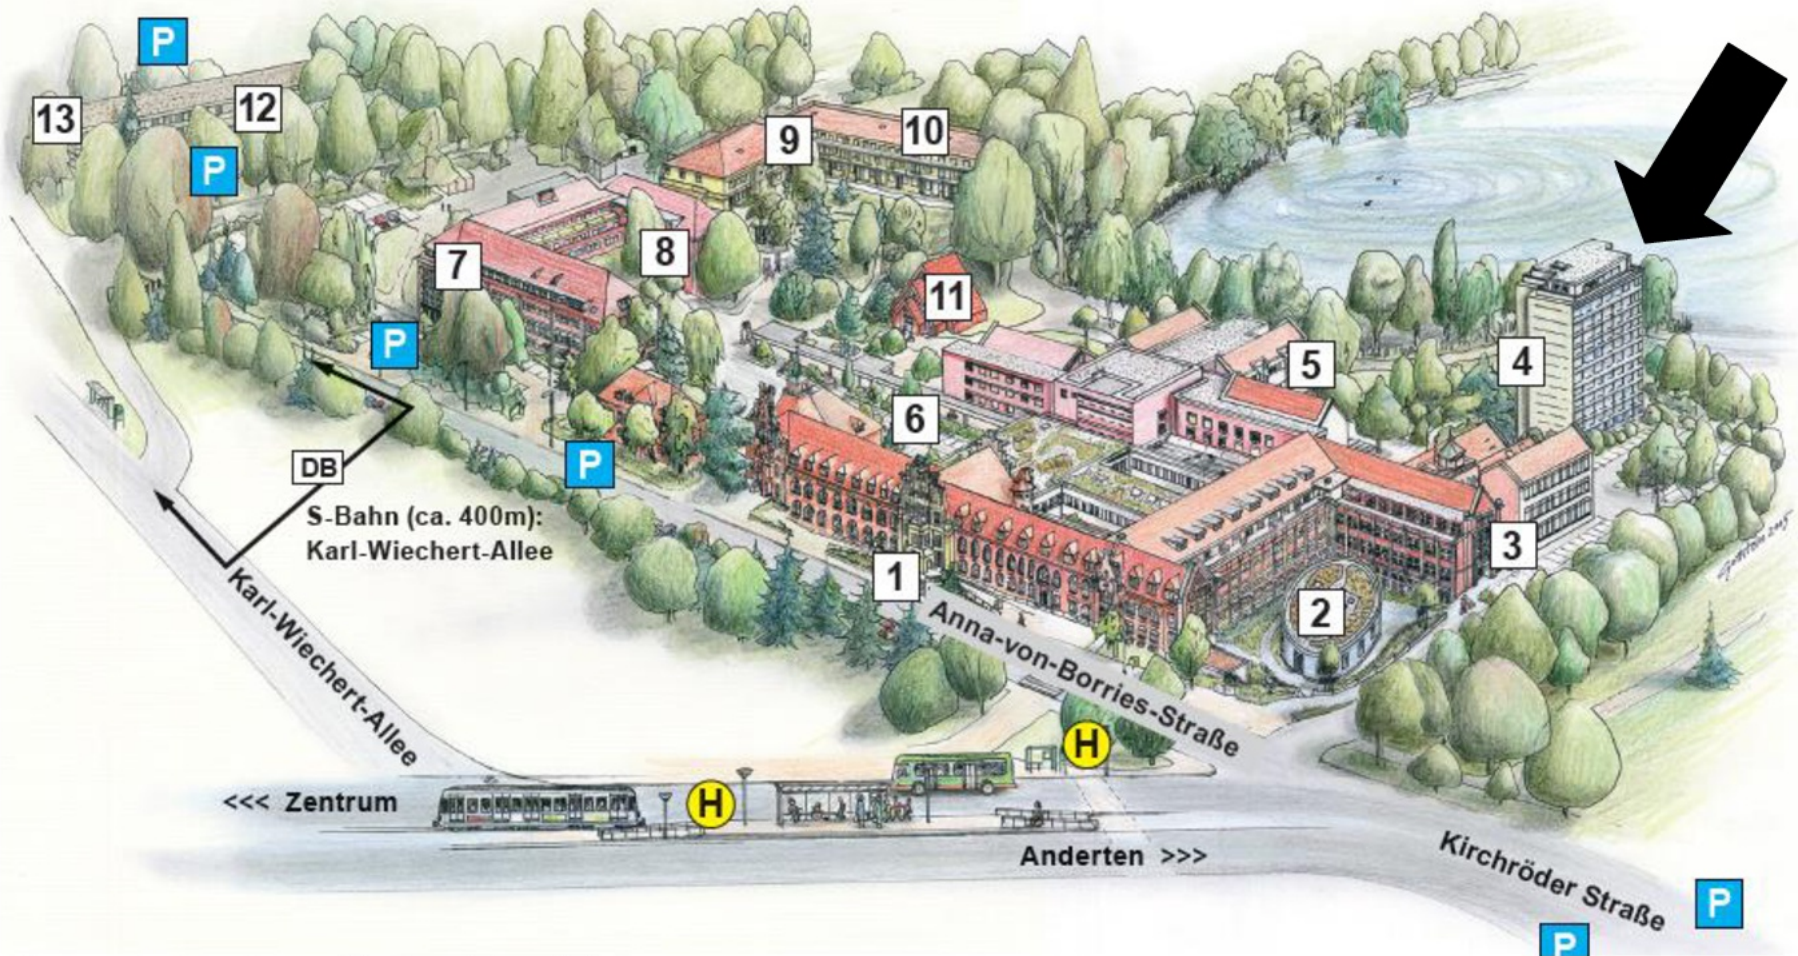 P
13
12
P
9
10
7
8
11
P
5
4
6
P
DB
S-Bahn (ca. 400m):
Karl-Wiechert-Allee
3
1
2
Karl-Wiechert-Allee
Anna-von-Borries-Straße
H
H
<<< Zentrum
Anderten >>>
Kirchröder Straße
P
P